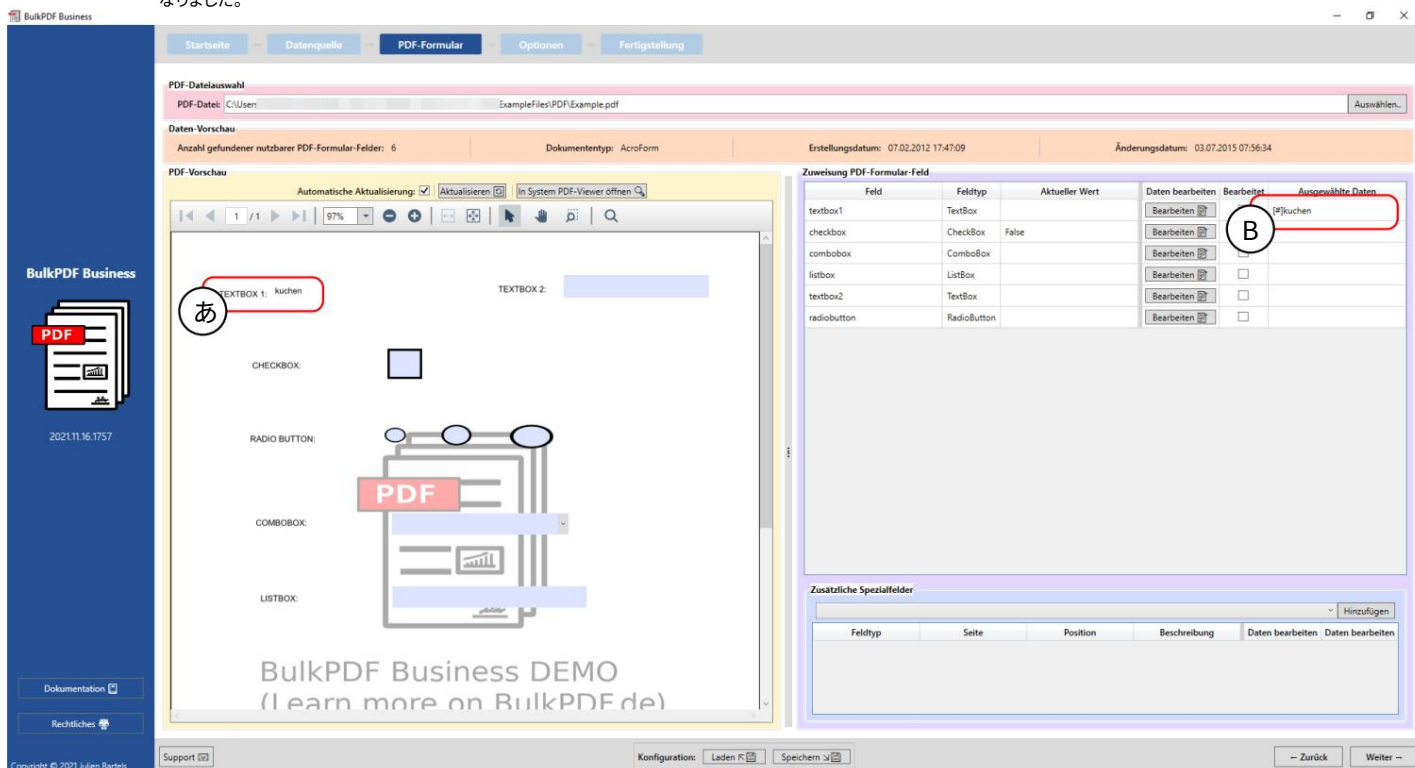 なりました。
BulkPDF Business
Startseite
Datenquelle
PDF-Formular
Optionen
Fertigstellung
PDF-Dateiauswahl
PDF-Datei: C:\Users ExampleFiles\PDF\Example.pdf Auswählen..
Daten-Vorschau
Anzahl gefundener nutzbarer PDF-Formular-Felder: 6 Dokumententyp: AcroForm Erstellungsdatum: 07.02.2012 17:47:09 Änderungsdatum: 03.07.2015 07:56:34
PDF-Vorschau
Automatische Aktualisierung: Aktualisieren In System PDF-Viewer öffnen
1 / 1 97%
TEXTBOX 1: kuchen TEXTBOX 2:
あ
CHECKBOX:
RADIO BUTTON:
PDF
COMBOBOX:
LISTBOX:
BulkPDF Business DEMO
(Learn more on BulkPDF.de)
Zuweisung PDF-Formular-Feld
Feld Feldtyp Aktueller Wert Daten bearbeiten Bearbeitet Ausgewählte Daten
textbox1 TextBox Bearbeiten [#]kuchen
B
checkbox CheckBox False Bearbeiten
combobox ComboBox Bearbeiten
listbox ListBox Bearbeiten
textbox2 TextBox Bearbeiten
radiobutton RadioButton Bearbeiten
Zusätzliche Spezialfelder
Hinzufügen
Feldtyp Seite Position Beschreibung Daten bearbeiten Daten bearbeiten
BulkPDF Business
PDF
2021.11.16.1757
Dokumentation
Rechtliches
Copyright © 2021 Julien Bartels
Support
Konfiguration: Laden Speichern
Zurück Weiter